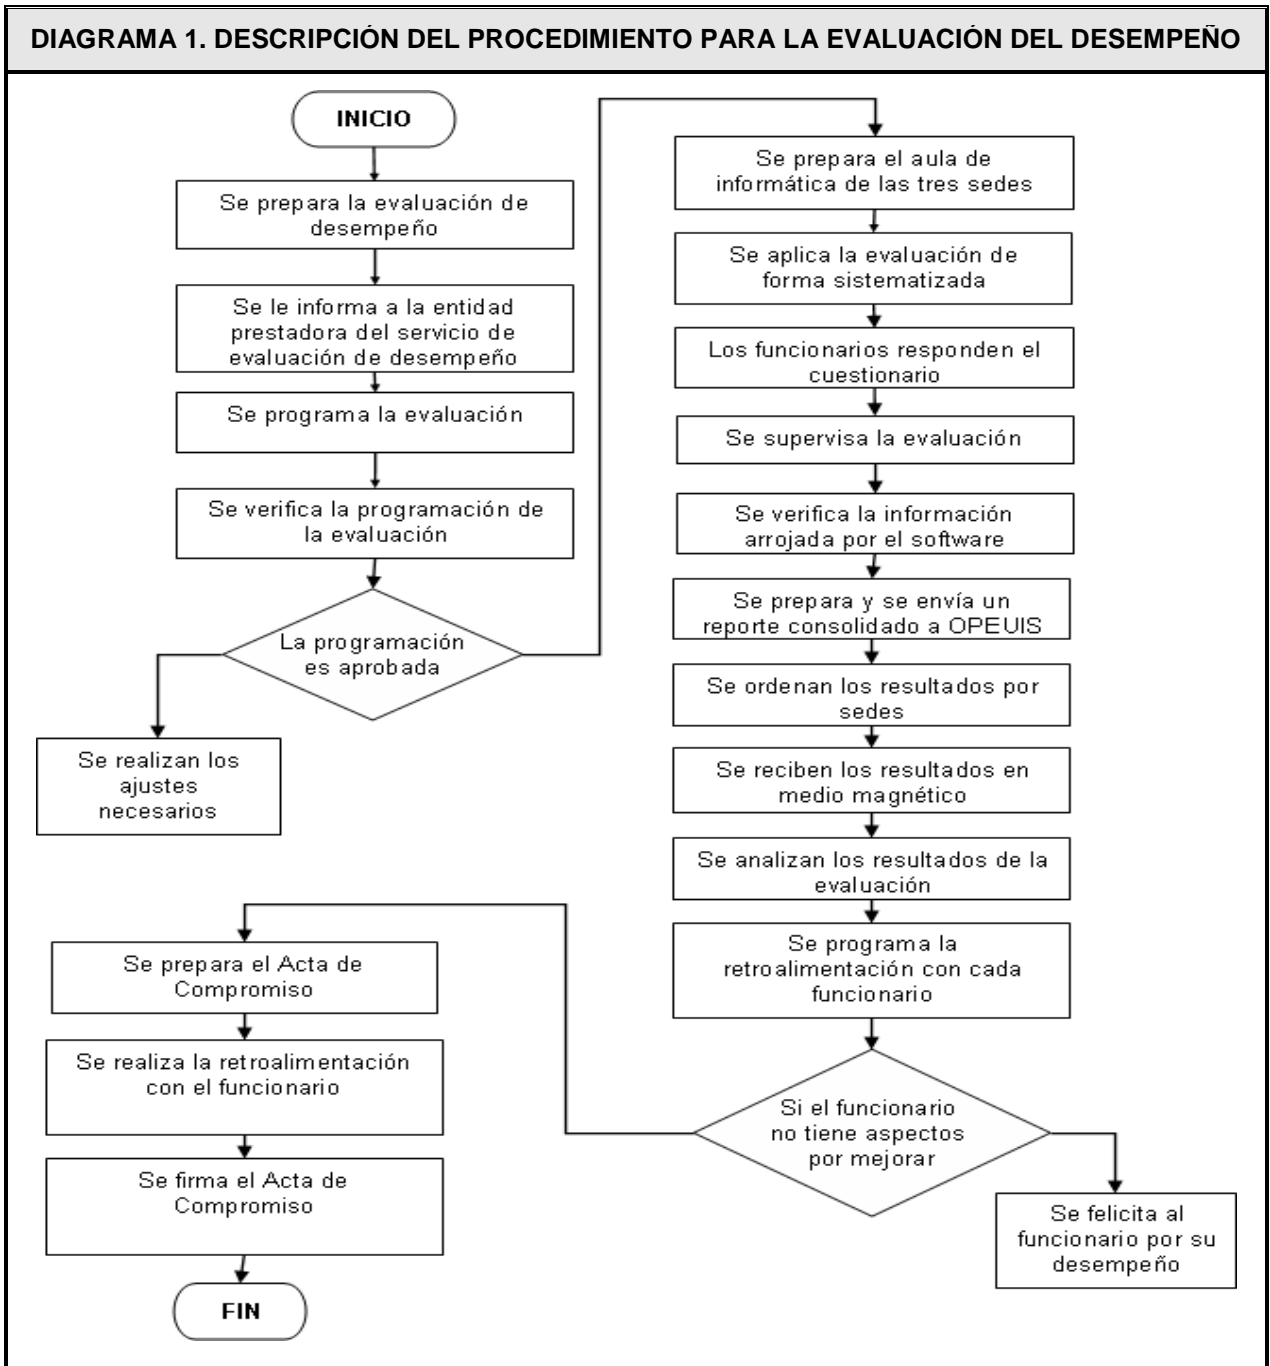 DIAGRAMA 1. DESCRIPCIÓN DEL PROCEDIMIENTO PARA LA EVALUACIÓN DEL DESEMPEÑO
INICIO
Se prepara la evaluación de
desempeño
Se le informa a la entidad
prestadora del servicio de
evaluación de desempeño
Se programa la evaluación
Se verifica la programación de
la evaluación
La programación
es aprobada
Se realizan los
ajustes
necesarios
Se prepara el aula de
informática de las tres sedes
Se aplica la evaluación de
forma sistematizada
Los funcionarios responden el
cuestionario
Se supervisa la evaluación
Se verifica la información
arrojada por el software
Se prepara y se envía un
reporte consolidado a OPEUIS
Se ordenan los resultados por
sedes
Se reciben los resultados en
medio magnético
Se analizan los resultados de la
evaluación
Se programa la
retroalimentación con cada
funcionario
Si el funcionario
no tiene aspectos
por mejorar
Se felicita al
funcionario por su
desempeño
Se prepara el Acta de
Compromiso
Se realiza la retroalimentación
con el funcionario
Se firma el Acta de
Compromiso
FIN